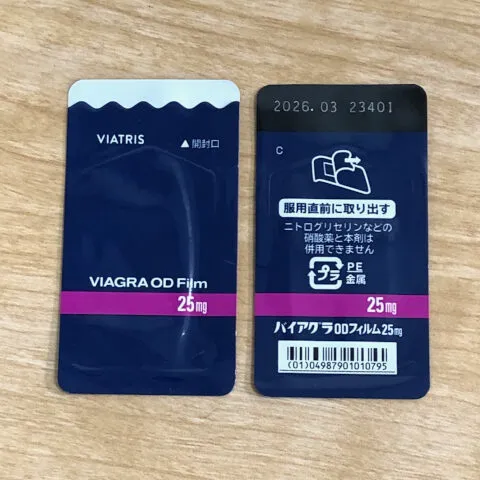 VIATRIS
▲開封口
VIAGRA OD Film
25mg
2026.03 23401
C
服用直前に取り出す
ニトログリセリンなどの
硝酸薬と本剤は
併用できません
プラ
PE
金属
25mg
バイアグラODフィルム25mg
(01)04987901010795